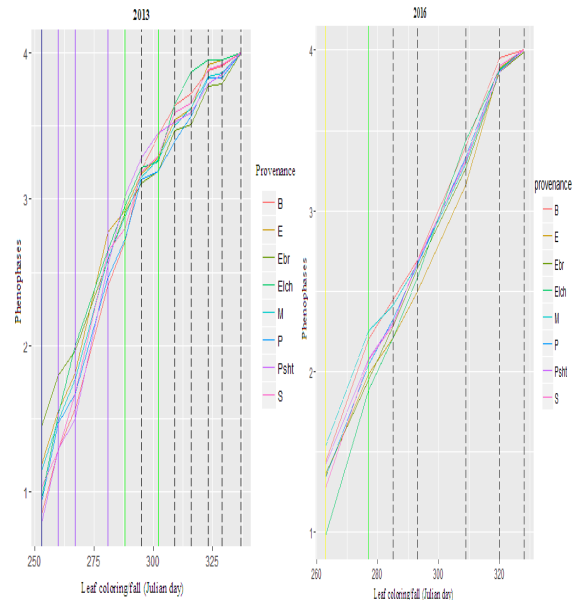 2013
4
3
2
1
Phenophases
250
275
300
325
Leaf coloring/fall (Julian day)
Provenance
B
E
Ebr
Elch
M
P
Psht
S
2016
4
3
2
1
Phenophases
260
280
300
320
Leaf coloring/fall (Julian day)
provenance
B
E
Ebr
Elch
M
P
Psht
S